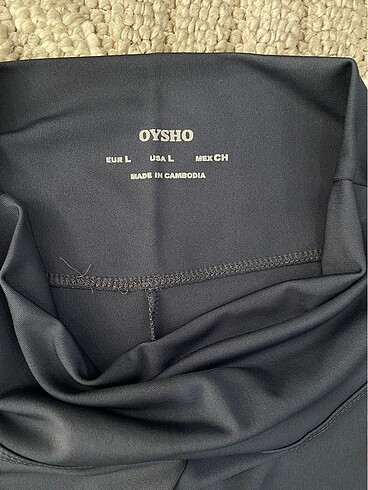 OYSHO
EUR L USA L MEX CH
MADE IN CAMBODIA